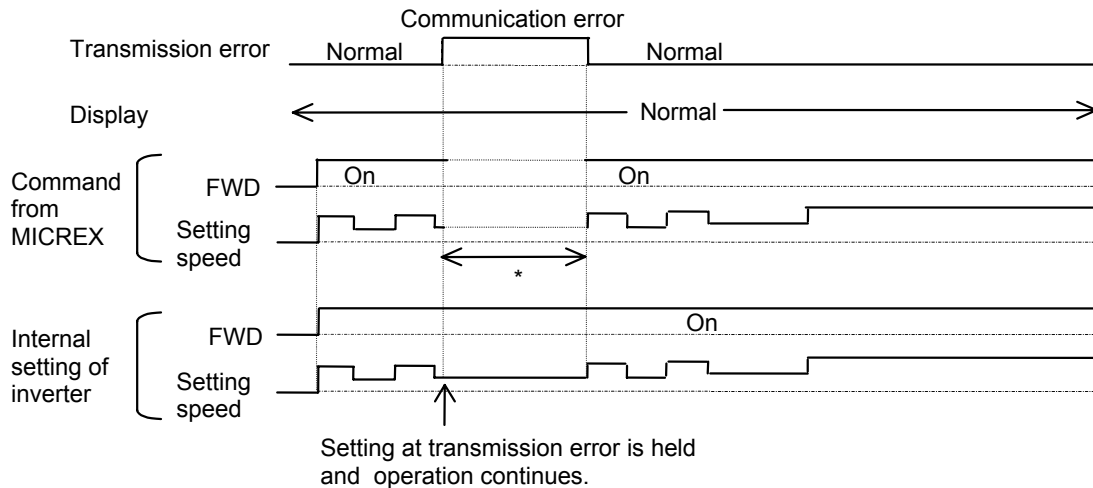 Communication error
Transmission error
Normal
Normal
Display
Normal
Command
from
MICREX
FWD
On
On
Setting
speed
*
Internal
setting of
inverter
FWD
On
Setting
speed
Setting at transmission error is held
and operation continues.